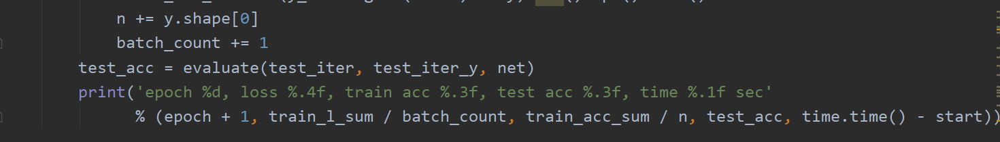 n += y.shape[0]
batch_count += 1
test_acc = evaluate(test_iter, test_iter_y, net)
print('epoch %d, loss %.4f, train acc %.3f, test acc %.3f, time %.1f sec'
% (epoch + 1, train_l_sum / batch_count, train_acc_sum / n, test_acc, time.time() - start))